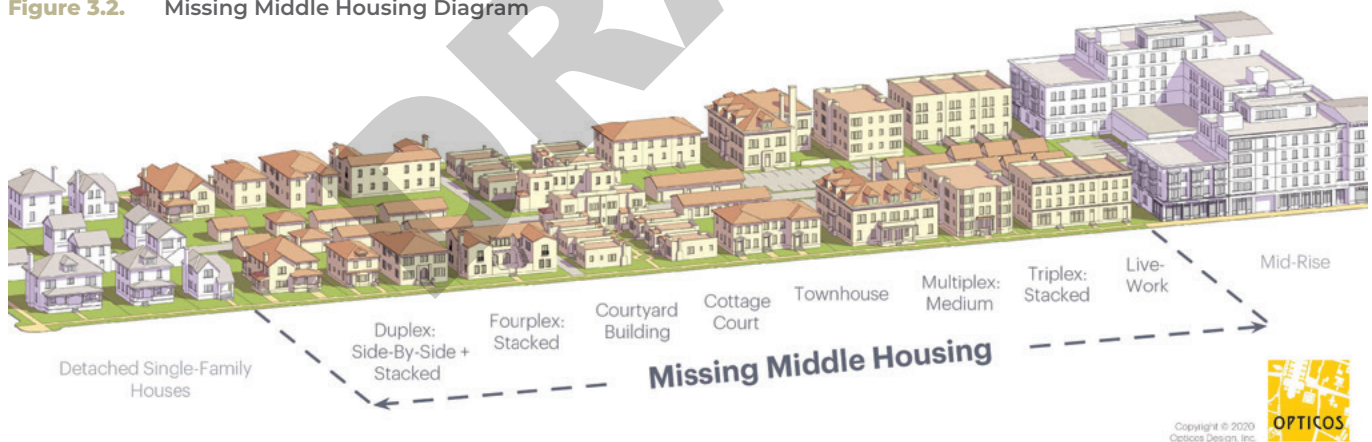 Figure 3.2. Missing Middle Housing Diagram
DRA
Detached Single-Family
Houses
Duplex:
Side-By-Side +
Stacked
Fourplex:
Stacked
Courtyard
Building
Cottage
Court
Townhouse
Multiplex:
Medium
Triplex:
Stacked
Live-
Work
Mid-Rise
Missing Middle Housing
Copyright © 2020
Opticos Design, Inc.
OPTICOS